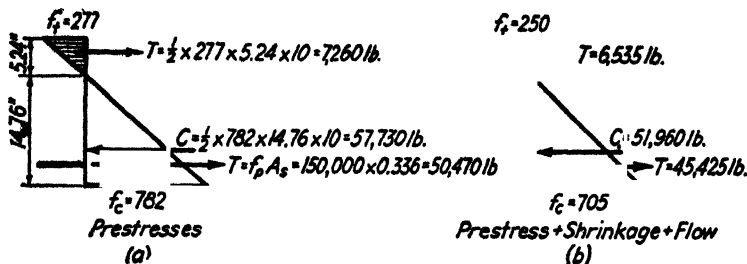 fₜ=277
5.24"
T=½×277×5.24×10=7,260 lb.
14.76"
C=½×782×14.76×10=57,730 lb.
T=fₚAₛ=150,000×0.336=50,470 lb
f꜀=782
Prestresses
(a)
fₜ=250
T=6,535 lb.
C=51,960 lb.
T=45,425 lb.
f꜀=705
Prestress+Shrinkage+Flow
(b)